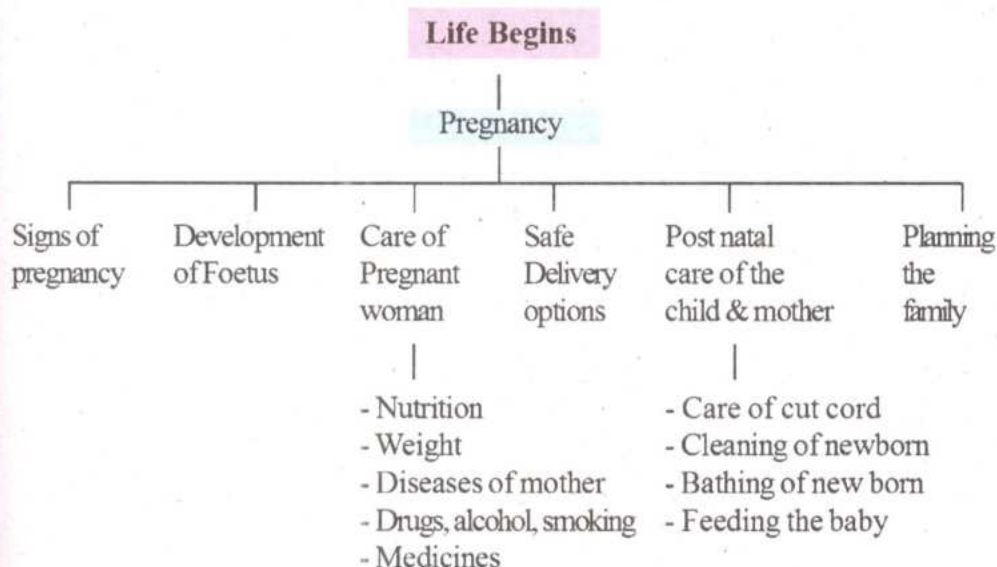 Life Begins
Pregnancy
Signs of
pregnancy
Development
of Foetus
Care of
Pregnant
woman
Safe
Delivery
options
Post natal
care of the
child & mother
Planning
the
family
- Nutrition
- Weight
- Diseases of mother
- Drugs, alcohol, smoking
- Medicines
- Care of cut cord
- Cleaning of newborn
- Bathing of new born
- Feeding the baby